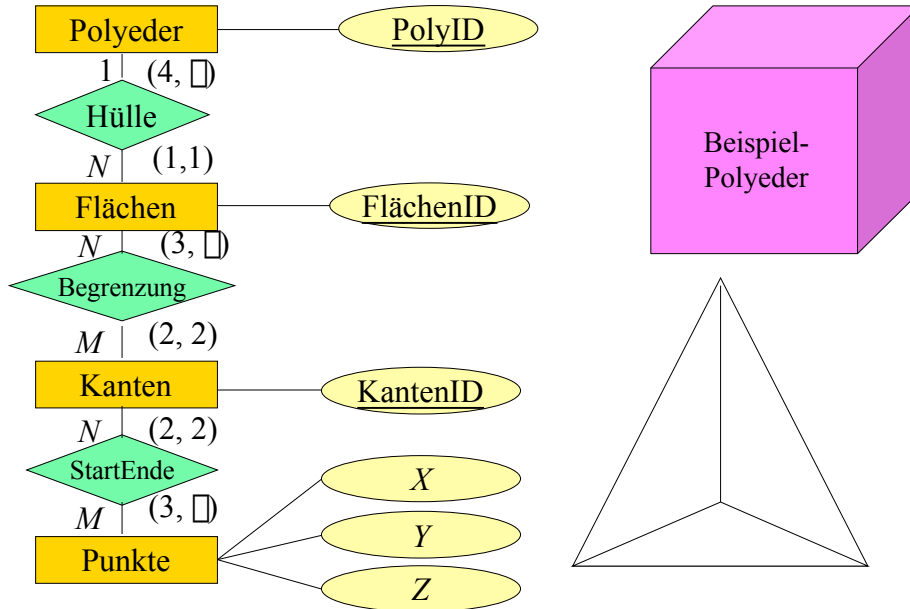 Polyeder
PolyID
1 (4, □)
Hülle
N (1,1)
Flächen
FlächenID
N (3, □)
Begrenzung
M (2, 2)
Kanten
KantenID
N (2, 2)
StartEnde
M (3, □)
Punkte
X
Y
Z
Beispiel-
Polyeder